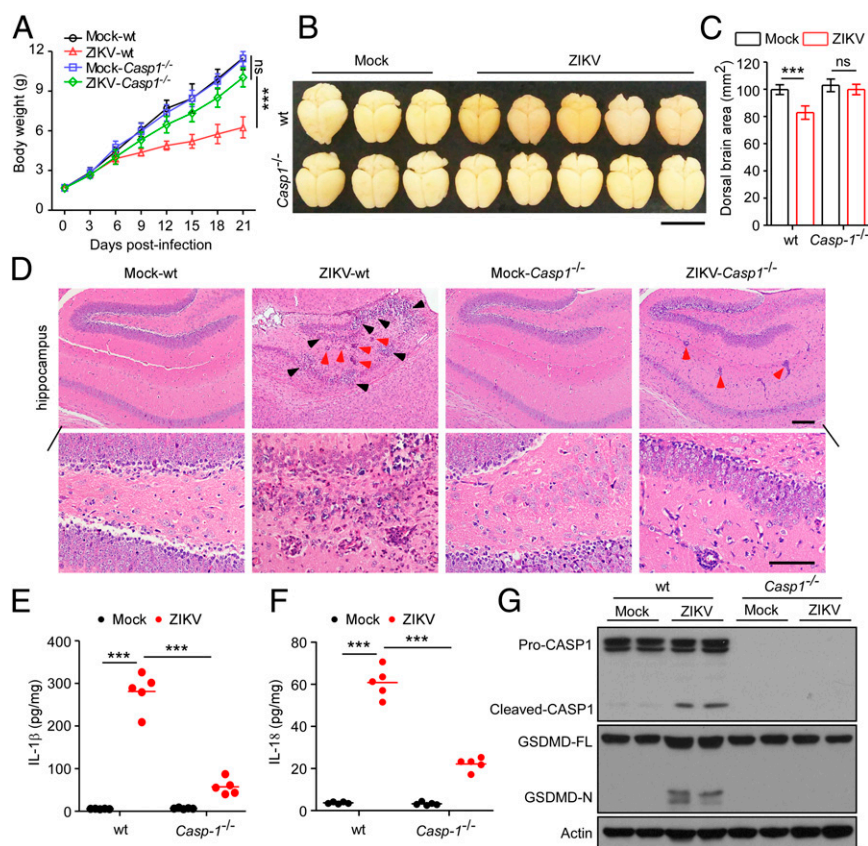 A
Mock-wt
ZIKV-wt
Mock-Casp1⁻/⁻
ZIKV-Casp1⁻/⁻
Body weight (g)
12
9
6
3
0
0 3 6 9 12 15 18 21
Days post-infection
ns
***
B
Mock ZIKV
wt
Casp1⁻/⁻
C
Mock ZIKV
Dorsal brain area (mm²)
120
100
80
60
40
20
0
*** ns
wt Casp-1⁻/⁻
D
Mock-wt ZIKV-wt Mock-Casp1⁻/⁻ ZIKV-Casp1⁻/⁻
hippocampus
E
Mock ZIKV
IL-1β (pg/mg)
400
300
200
100
0
*** ***
wt Casp-1⁻/⁻
F
Mock ZIKV
IL-18 (pg/mg)
80
60
40
20
0
*** ***
wt Casp-1⁻/⁻
G
wt Casp1⁻/⁻
Mock ZIKV Mock ZIKV
Pro-CASP1
Cleaved-CASP1
GSDMD-FL
GSDMD-N
Actin